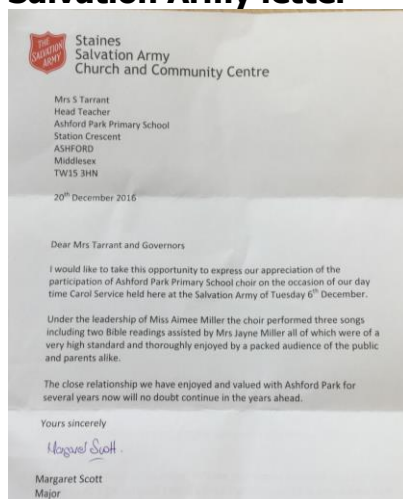 Salvation Army letter
THE
SALVATION
ARMY
Staines
Salvation Army
Church and Community Centre
Mrs S Tarrant
Head Teacher
Ashford Park Primary School
Station Crescent
ASHFORD
Middlesex
TW15 3HN
20th December 2016
Dear Mrs Tarrant and Governors
I would like to take this opportunity to express our appreciation of the
participation of Ashford Park Primary School choir on the occasion of our day
time Carol Service held here at the Salvation Army of Tuesday 6th December.
Under the leadership of Miss Aimee Miller the choir performed three songs
including two Bible readings assisted by Mrs Jayne Miller all of which were of a
very high standard and thoroughly enjoyed by a packed audience of the public
and parents alike.
The close relationship we have enjoyed and valued with Ashford Park for
several years now will no doubt continue in the years ahead.
Yours sincerely
Margaret Scott.
Margaret Scott
Major